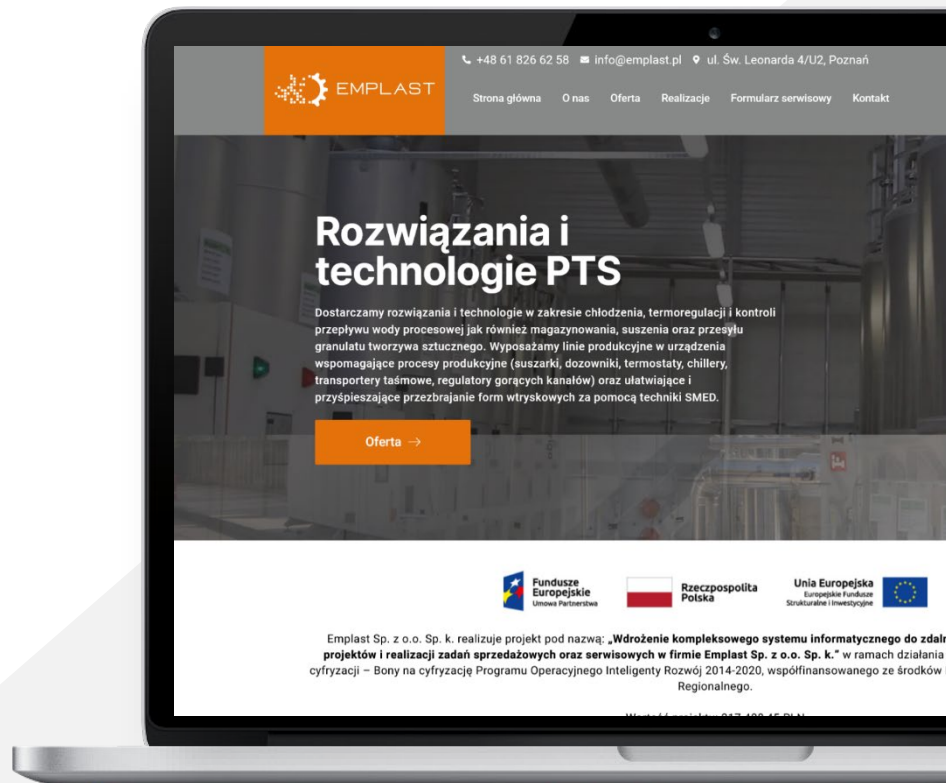 EMPLAST
+48 61 826 62 58 info@emplast.pl ul. Św. Leonarda 4/U2, Poznań
Strona główna O nas Oferta Realizacje Formularz serwisowy Kontakt
Rozwiązania i
technologie PTS
Dostarczamy rozwiązania i technologie w zakresie chłodzenia, termoregulacji i kontroli
przepływu wody procesowej jak również magazynowania, suszenia oraz przesyłu
granulatu tworzywa sztucznego. Wyposażamy linie produkcyjne w urządzenia
wspomagające procesy produkcyjne (suszarki, dozowniki, termostaty, chillery,
transportery taśmowe, regulatory gorących kanałów) oraz ułatwiające i
przyśpieszające przezbrajanie form wtryskowych za pomocą techniki SMED.
Oferta →
Fundusze
Europejskie
Umowa Partnerstwa
Rzeczpospolita
Polska
Unia Europejska
Europejskie Fundusze
Strukturalne i Inwestycyjne
Emplast Sp. z o.o. Sp. k. realizuje projekt pod nazwą: „Wdrożenie kompleksowego systemu informatycznego do
projektów i realizacji zadań sprzedażowych oraz serwisowych w firmie Emplast Sp. z o.o. Sp. k." w ramach działania
cyfryzacji – Bony na cyfryzację Programu Operacyjnego Inteligenty Rozwój 2014-2020, współfinansowanego ze środków
Regionalnego.